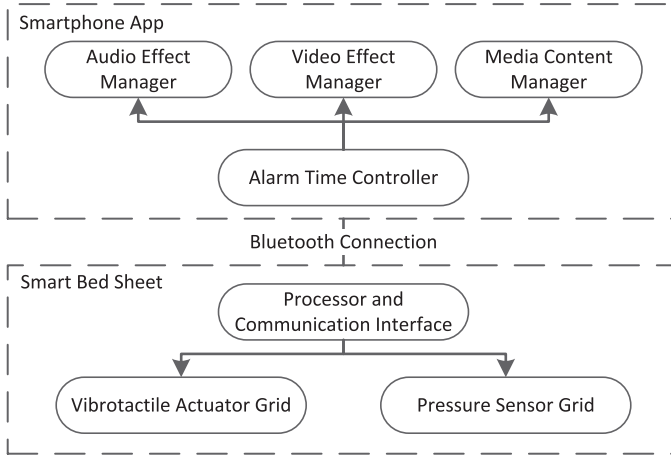 Smartphone App
Audio Effect
Manager
Video Effect
Manager
Media Content
Manager
Alarm Time Controller
Bluetooth Connection
Smart Bed Sheet
Processor and
Communication Interface
Vibrotactile Actuator Grid
Pressure Sensor Grid